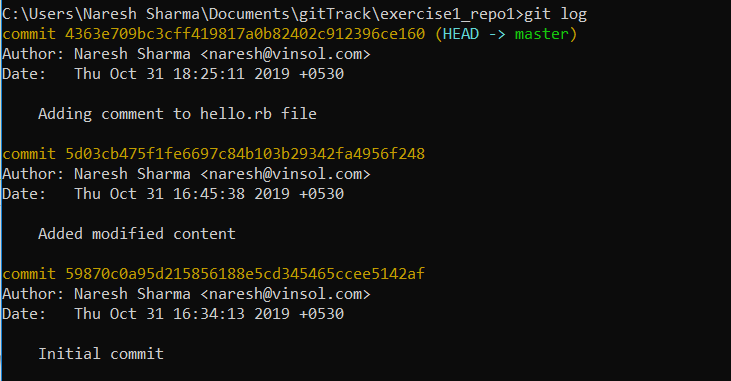 C:\Users\Naresh Sharma\Documents\gitTrack\exercise1_repo1>git log
commit 4363e709bc3cff419817a0b82402c912396ce160 (HEAD -> master)
Author: Naresh Sharma <naresh@vinsol.com>
Date:   Thu Oct 31 18:25:11 2019 +0530
    Adding comment to hello.rb file
commit 5d03cb475f1fe6697c84b103b29342fa4956f248
Author: Naresh Sharma <naresh@vinsol.com>
Date:   Thu Oct 31 16:45:38 2019 +0530
    Added modified content
commit 59870c0a95d215856188e5cd345465ccee5142af
Author: Naresh Sharma <naresh@vinsol.com>
Date:   Thu Oct 31 16:34:13 2019 +0530
    Initial commit